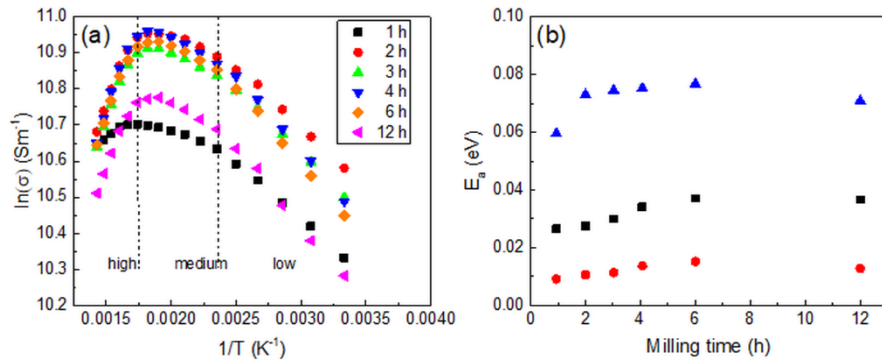 (a)
1 h
2 h
3 h
4 h
6 h
12 h
high
medium
low
ln(σ) (Sm⁻¹)
11.0
10.9
10.8
10.7
10.6
10.5
10.4
10.3
10.2
0.0015 0.0020 0.0025 0.0030 0.0035 0.0040
1/T (K⁻¹)
(b)
Eₐ (eV)
0.10
0.08
0.06
0.04
0.02
0.00
0 2 4 6 8 10 12
Milling time (h)